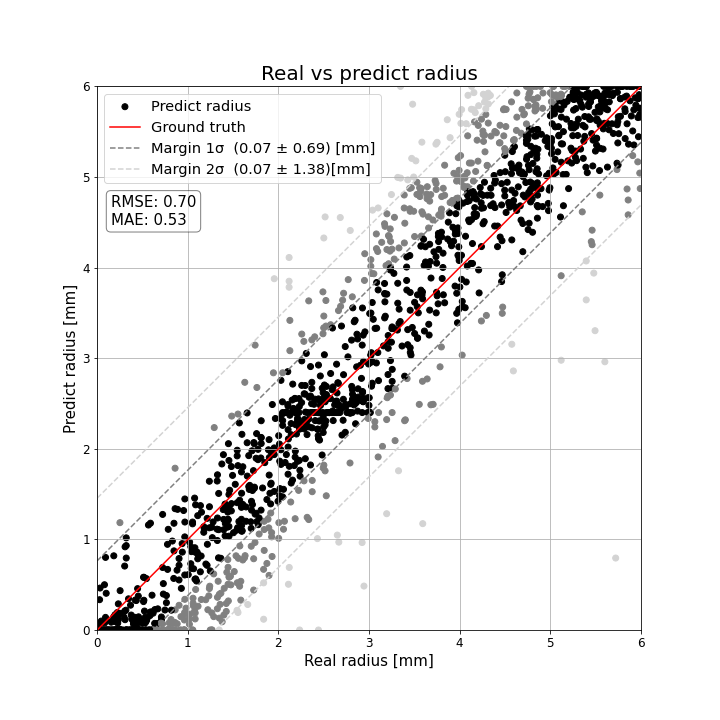 Real vs predict radius
Predict radius
Ground truth
Margin 1σ (0.07 ± 0.69) [mm]
Margin 2σ (0.07 ± 1.38)[mm]
RMSE: 0.70
MAE: 0.53
Predict radius [mm]
6
5
4
3
2
1
0
0 1 2 3 4 5 6
Real radius [mm]